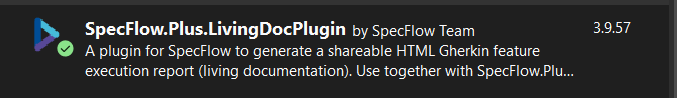 SpecFlow.Plus.LivingDocPlugin by SpecFlow Team 3.9.57
A plugin for SpecFlow to generate a shareable HTML Gherkin feature
execution report (living documentation). Use together with SpecFlow.Plu...